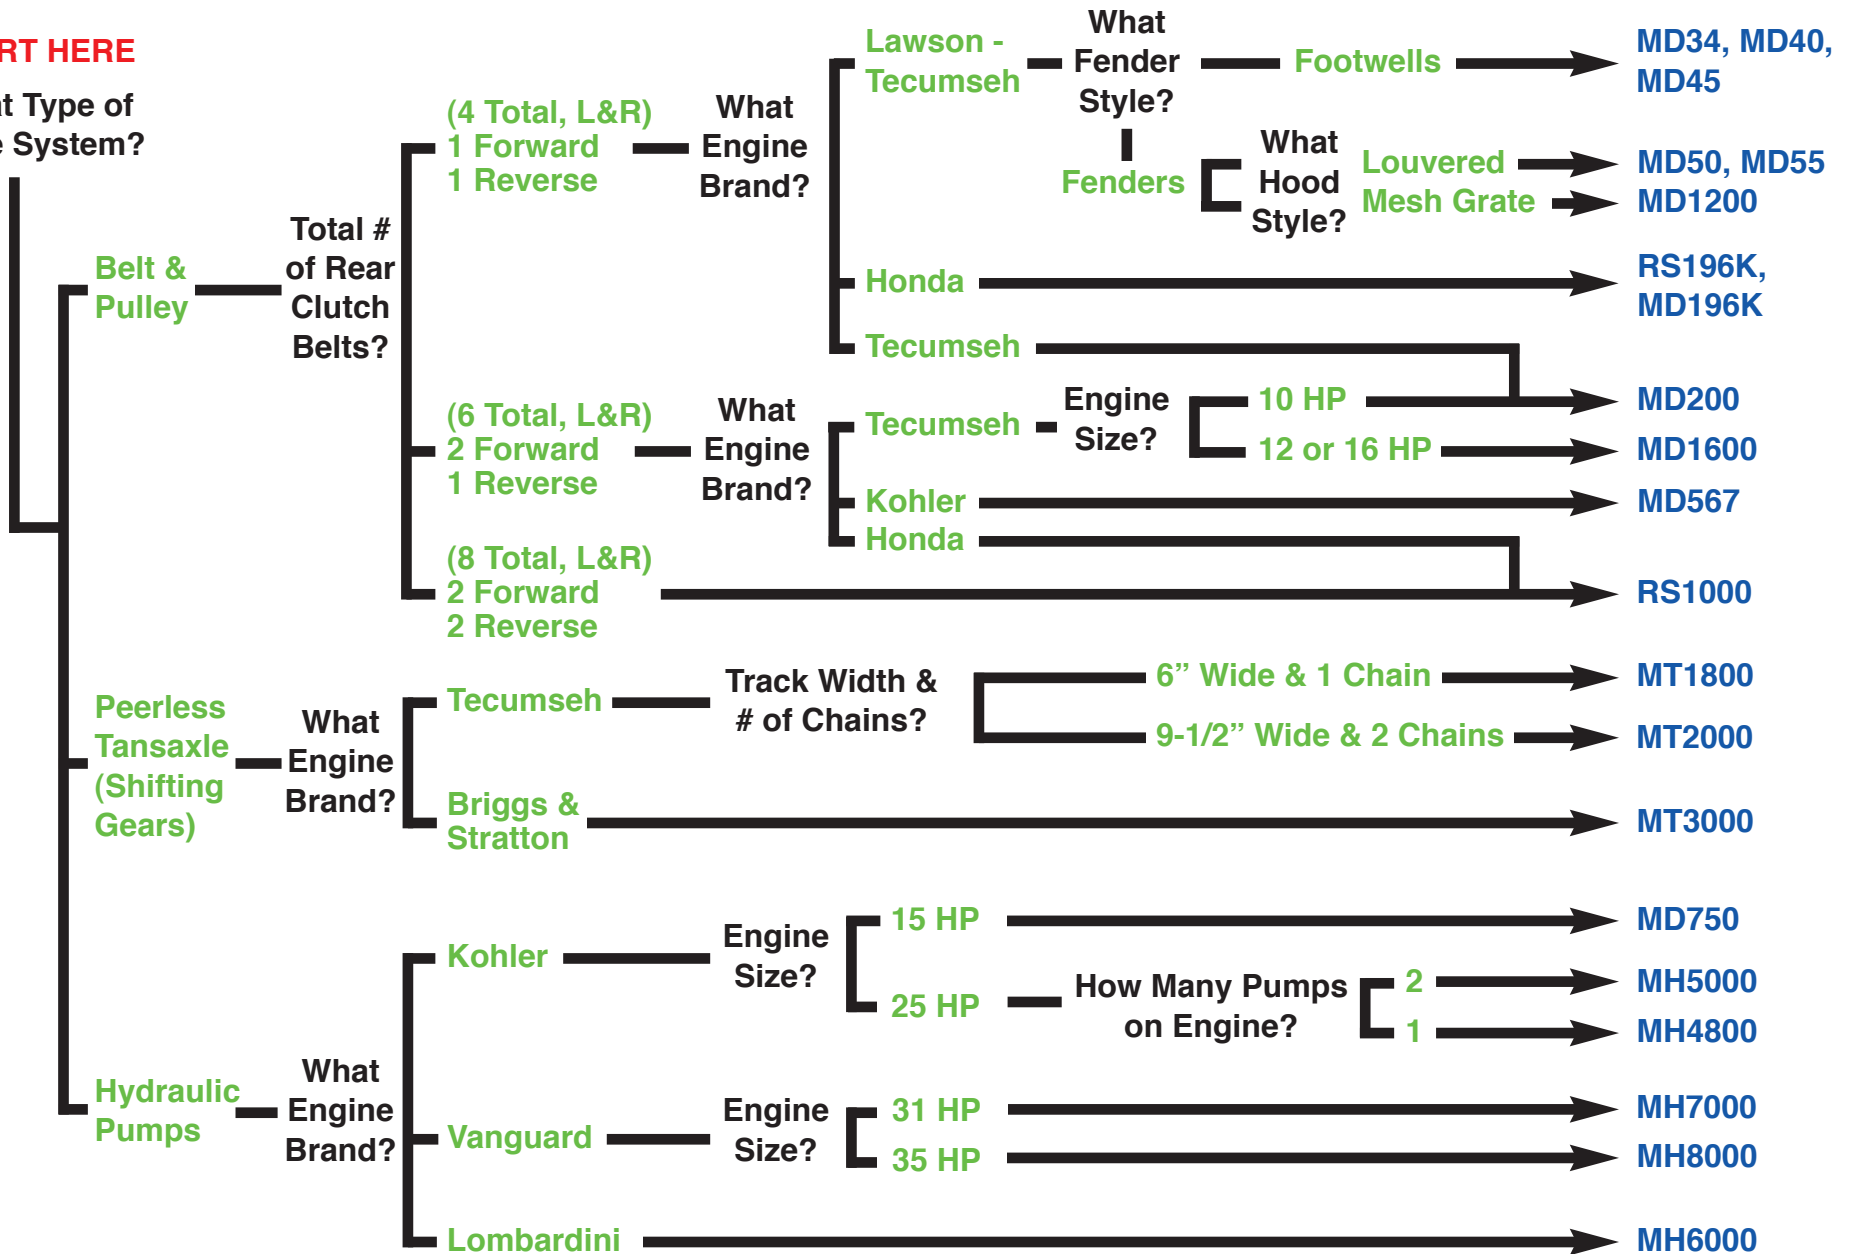 RT HERE
at Type of
e System?
Belt &
Pulley
Total #
of Rear
Clutch
Belts?
(4 Total, L&R)
1 Forward
1 Reverse
What
Engine
Brand?
Lawson -
Tecumseh
What
Fender
Style?
Footwells
MD34, MD40,
MD45
Fenders
What
Hood
Style?
Louvered
MD50, MD55
Mesh Grate
MD1200
Honda
RS196K,
MD196K
Tecumseh
(6 Total, L&R)
2 Forward
1 Reverse
What
Engine
Brand?
Tecumseh
Engine
Size?
10 HP
MD200
12 or 16 HP
MD1600
Kohler
MD567
Honda
(8 Total, L&R)
2 Forward
2 Reverse
RS1000
Peerless
Tansaxle
(Shifting
Gears)
What
Engine
Brand?
Tecumseh
Track Width &
# of Chains?
6” Wide & 1 Chain
MT1800
9-1/2” Wide & 2 Chains
MT2000
Briggs &
Stratton
MT3000
Hydraulic
Pumps
What
Engine
Brand?
Kohler
Engine
Size?
15 HP
MD750
25 HP
How Many Pumps
on Engine?
2
MH5000
1
MH4800
Vanguard
Engine
Size?
31 HP
MH7000
35 HP
MH8000
Lombardini
MH6000